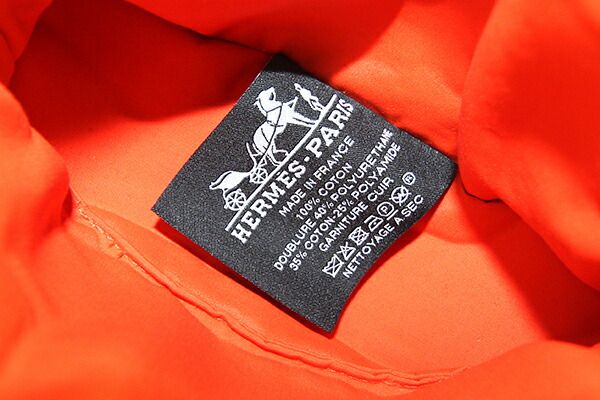 HERMES-PARIS
MADE IN FRANCE
100% COTON
DOUBLURE 40% POLYURETHANE
35% COTON 25% POLYAMIDE
GARNITURE CUIR
NETTOYAGE A SEC